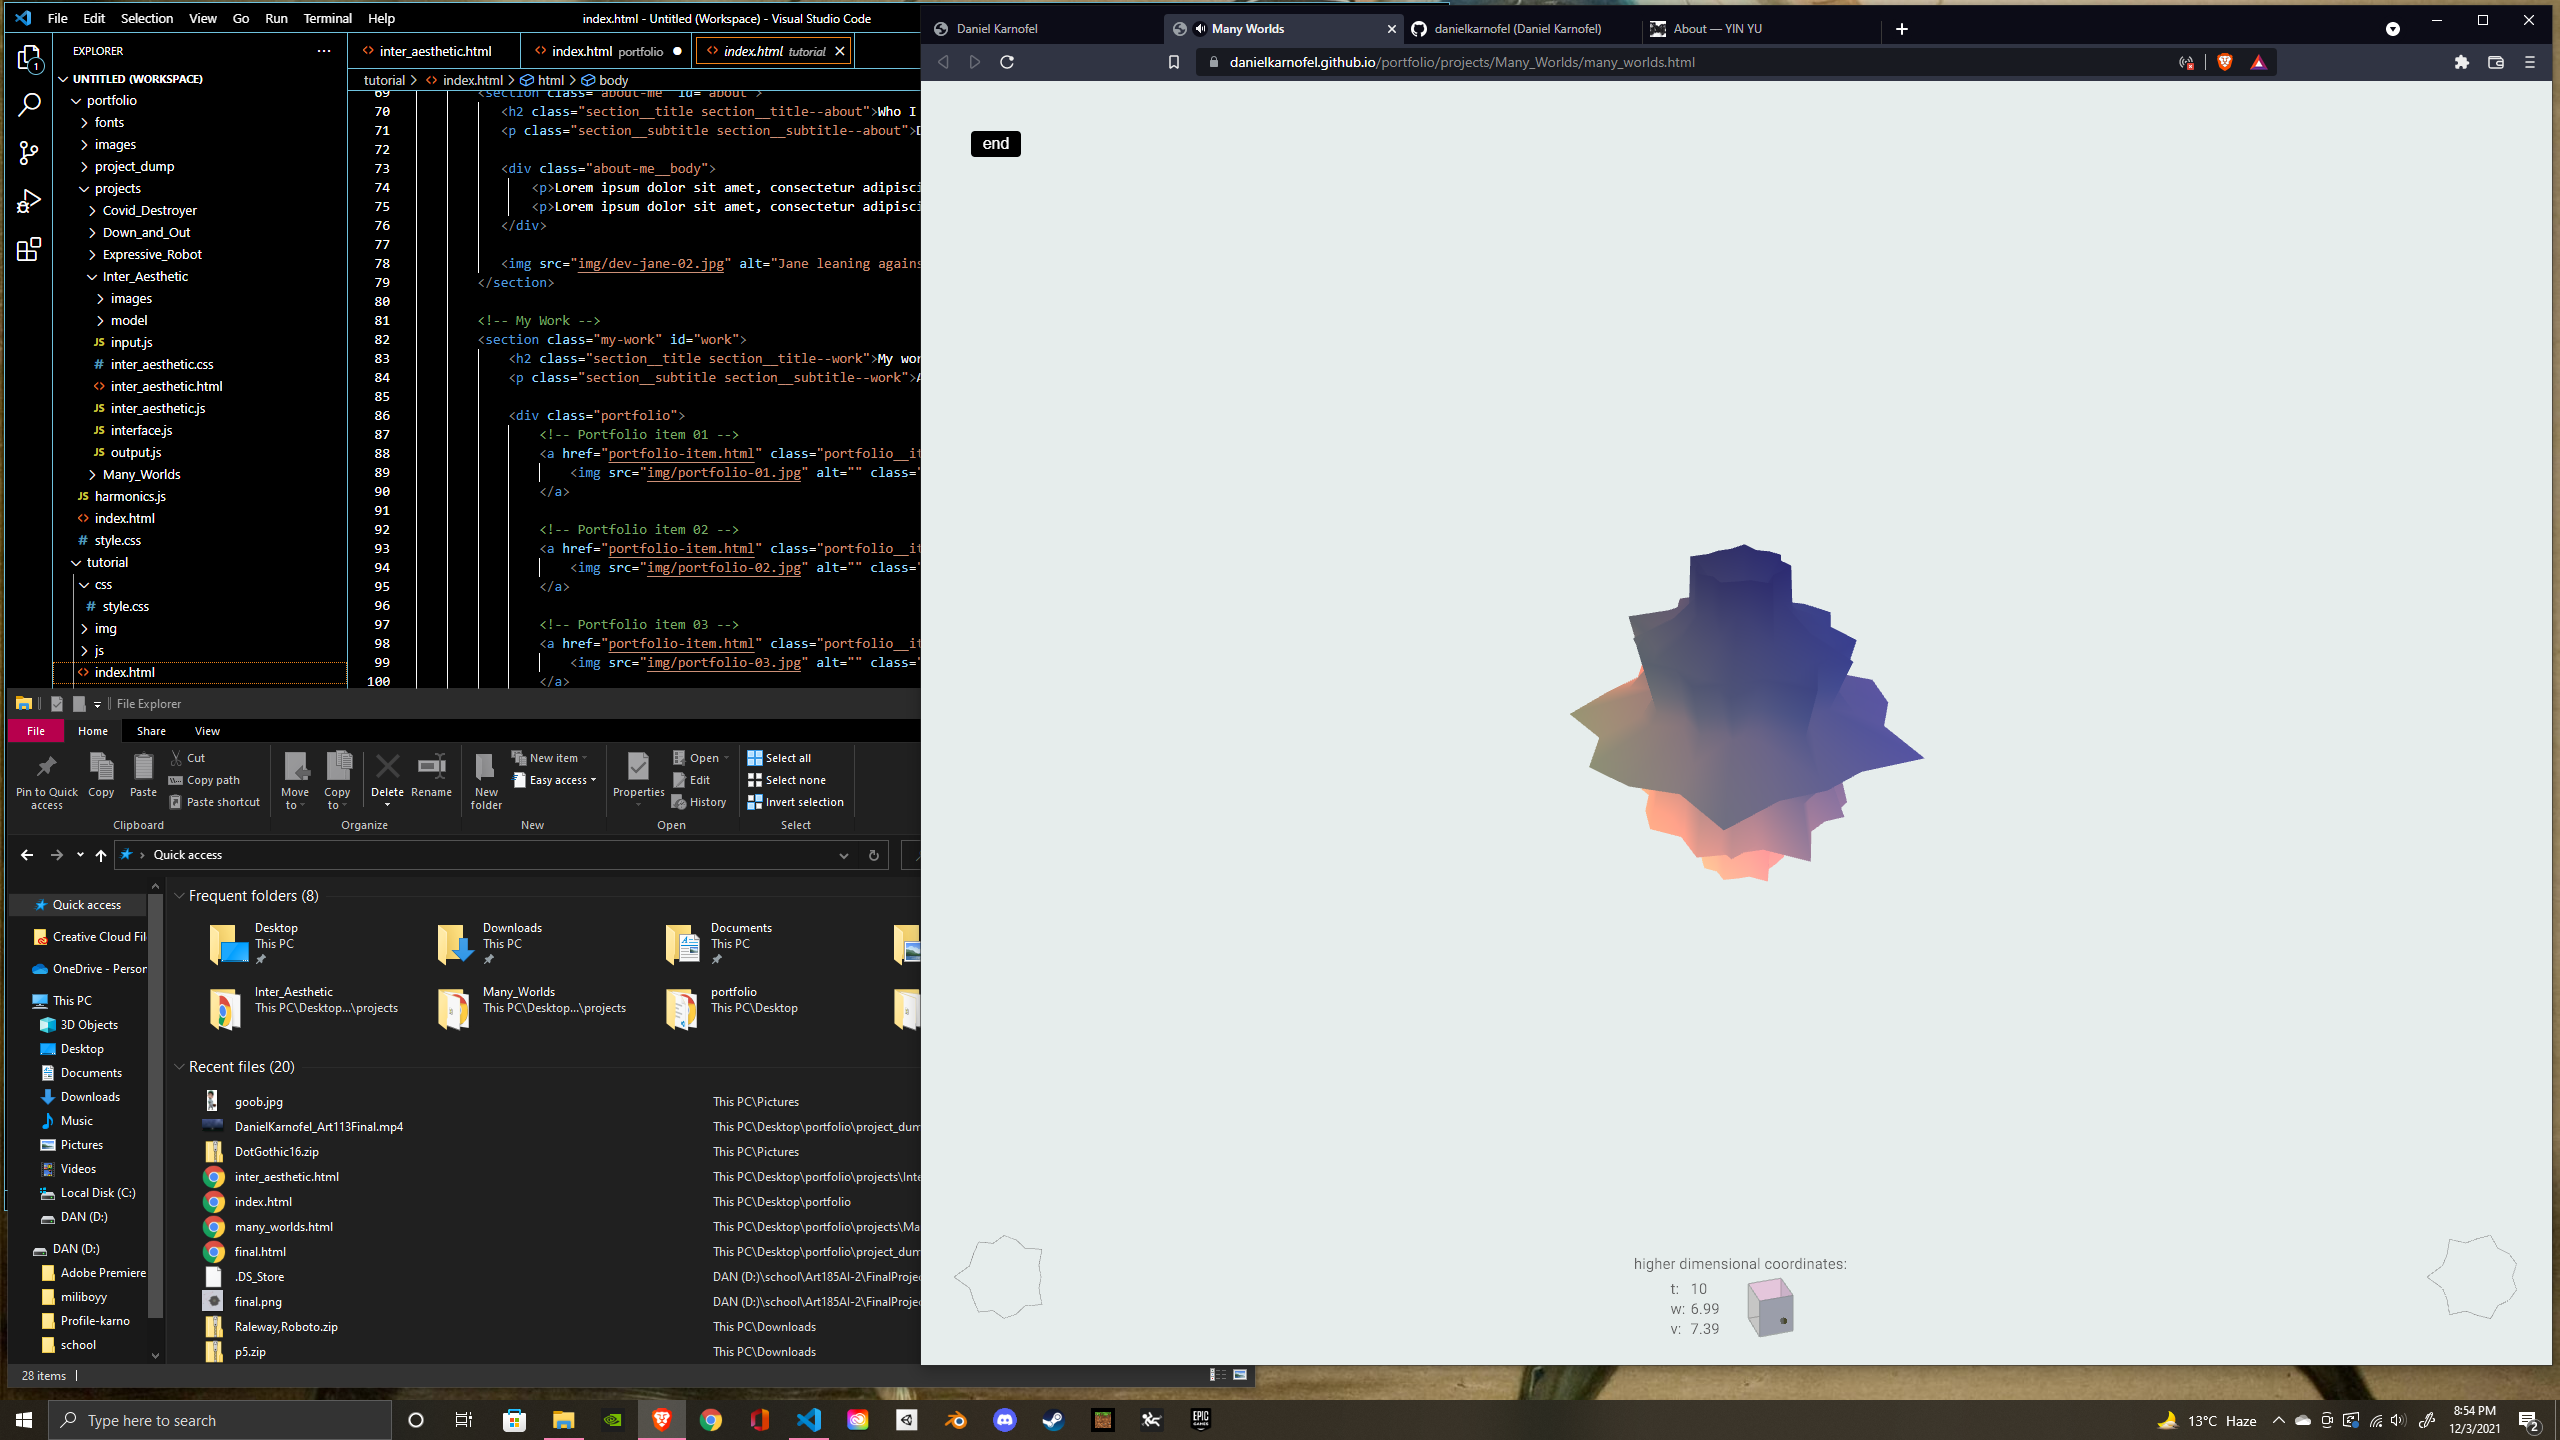 File Edit Selection View Go Run Terminal Help
index.html - Untitled (Workspace) - Visual Studio Code
EXPLORER
UNTITLED (WORKSPACE)
portfolio
fonts
images
project_dump
projects
Covid_Destroyer
Down_and_Out
Expressive_Robot
Inter_Aesthetic
images
model
JS input.js
# inter_aesthetic.css
<> inter_aesthetic.html
JS inter_aesthetic.js
JS interface.js
JS output.js
Many_Worlds
JS harmonics.js
<> index.html
# style.css
tutorial
css
# style.css
img
js
<> index.html
1
<> inter_aesthetic.html
<> index.html portfolio
<> index.html tutorial
tutorial > <> index.html > html > body
69 <section class="about-me" id="about">
70 <h2 class="section__title section__title--about">Who I
71 <p class="section__subtitle section__subtitle--about">D
72
73 <div class="about-me__body">
74 <p>Lorem ipsum dolor sit amet, consectetur adipisci
75 <p>Lorem ipsum dolor sit amet, consectetur adipisci
76 </div>
77
78 <img src="img/dev-jane-02.jpg" alt="Jane leaning agains
79 </section>
80
81 <!-- My Work -->
82 <section class="my-work" id="work">
83 <h2 class="section__title section__title--work">My wor
84 <p class="section__subtitle section__subtitle--work">A
85
86 <div class="portfolio">
87 <!-- Portfolio item 01 -->
88 <a href="portfolio-item.html" class="portfolio__it
89 <img src="img/portfolio-01.jpg" alt="" class="
90 </a>
91
92 <!-- Portfolio item 02 -->
93 <a href="portfolio-item.html" class="portfolio__it
94 <img src="img/portfolio-02.jpg" alt="" class="
95 </a>
96
97 <!-- Portfolio item 03 -->
98 <a href="portfolio-item.html" class="portfolio__it
99 <img src="img/portfolio-03.jpg" alt="" class="
100 </a>
File Explorer
File Home Share View
Pin to Quick access
Copy
Paste
Cut
Copy path
Paste shortcut
Clipboard
Move to
Copy to
Delete
Rename
Organize
New folder
New item
Easy access
New
Properties
Open
Edit
History
Open
Select all
Select none
Invert selection
Select
Quick access
Quick access
Creative Cloud Fil
OneDrive - Person
This PC
3D Objects
Desktop
Documents
Downloads
Music
Pictures
Videos
Local Disk (C:)
DAN (D:)
DAN (D:)
Adobe Premiere
miliboyy
Profile-karno
school
Frequent folders (8)
Desktop
This PC
Downloads
This PC
Documents
This PC
Inter_Aesthetic
This PC\Desktop...\projects
Many_Worlds
This PC\Desktop...\projects
portfolio
This PC\Desktop
Recent files (20)
goob.jpg This PC\Pictures
DanielKarnofel_Art113Final.mp4 This PC\Desktop\portfolio\project_dum
DotGothic16.zip This PC\Pictures
inter_aesthetic.html This PC\Desktop\portfolio\projects\Inte
index.html This PC\Desktop\portfolio
many_worlds.html This PC\Desktop\portfolio\projects\Ma
final.html This PC\Desktop\portfolio\project_dum
.DS_Store DAN (D:)\school\Art185AI-2\FinalProjec
final.png DAN (D:)\school\Art185AI-2\FinalProjec
Raleway,Roboto.zip This PC\Downloads
p5.zip This PC\Downloads
28 items
Daniel Karnofel
Many Worlds
danielkarnofel (Daniel Karnofel)
About — YIN YU
danielkarnofel.github.io/portfolio/projects/Many_Worlds/many_worlds.html
end
higher dimensional coordinates:
t: 10
w: 6.99
v: 7.39
Type here to search
EPIC GAMES
13°C Haze
8:54 PM
12/3/2021
2